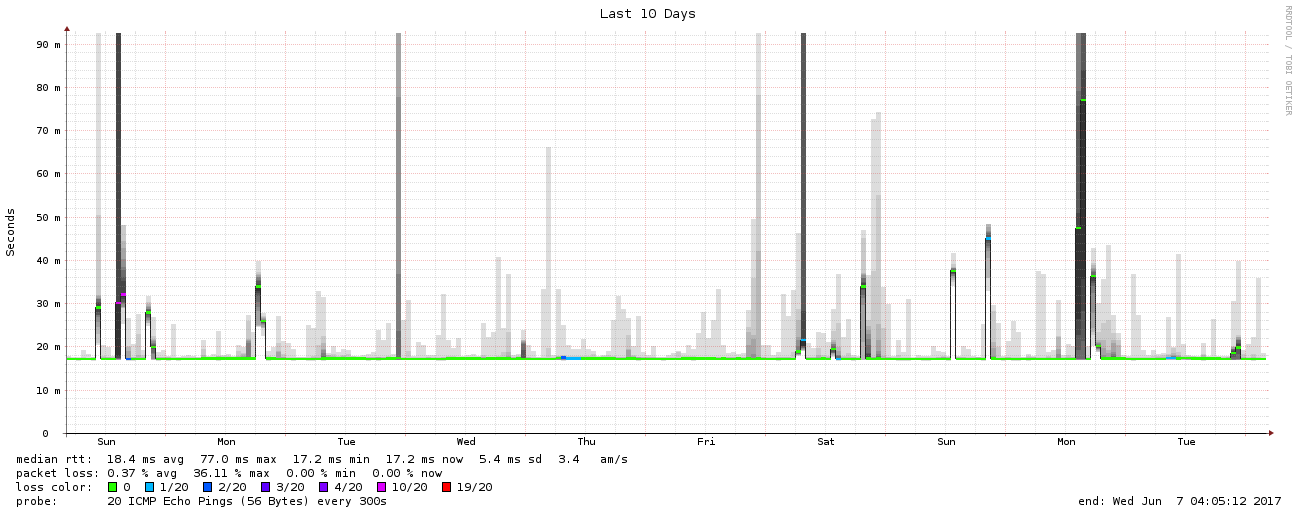 Last 10 Days
RRDTOOL / TOBI OETIKER
Seconds
90 m
80 m
70 m
60 m
50 m
40 m
30 m
20 m
10 m
0
Sun Mon Tue Wed Thu Fri Sat Sun Mon Tue
median rtt: 18.4 ms avg 77.0 ms max 17.2 ms min 17.2 ms now 5.4 ms sd 3.4 am/s
packet loss: 0.37 % avg 36.11 % max 0.00 % min 0.00 % now
loss color: 0 1/20 2/20 3/20 4/20 10/20 19/20
probe: 20 ICMP Echo Pings (56 Bytes) every 300s end: Wed Jun 7 04:05:12 2017